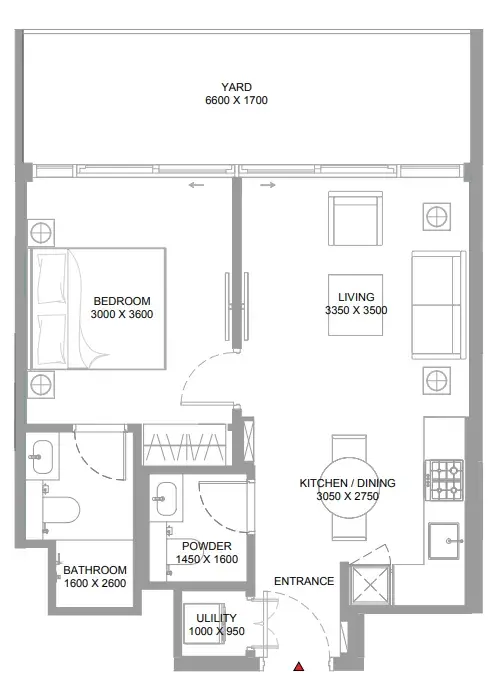 YARD
6600 X 1700
BEDROOM
3000 X 3600
LIVING
3350 X 3500
KITCHEN / DINING
3050 X 2750
POWDER
1450 X 1600
BATHROOM
1600 X 2600
ENTRANCE
ULILITY
1000 X 950